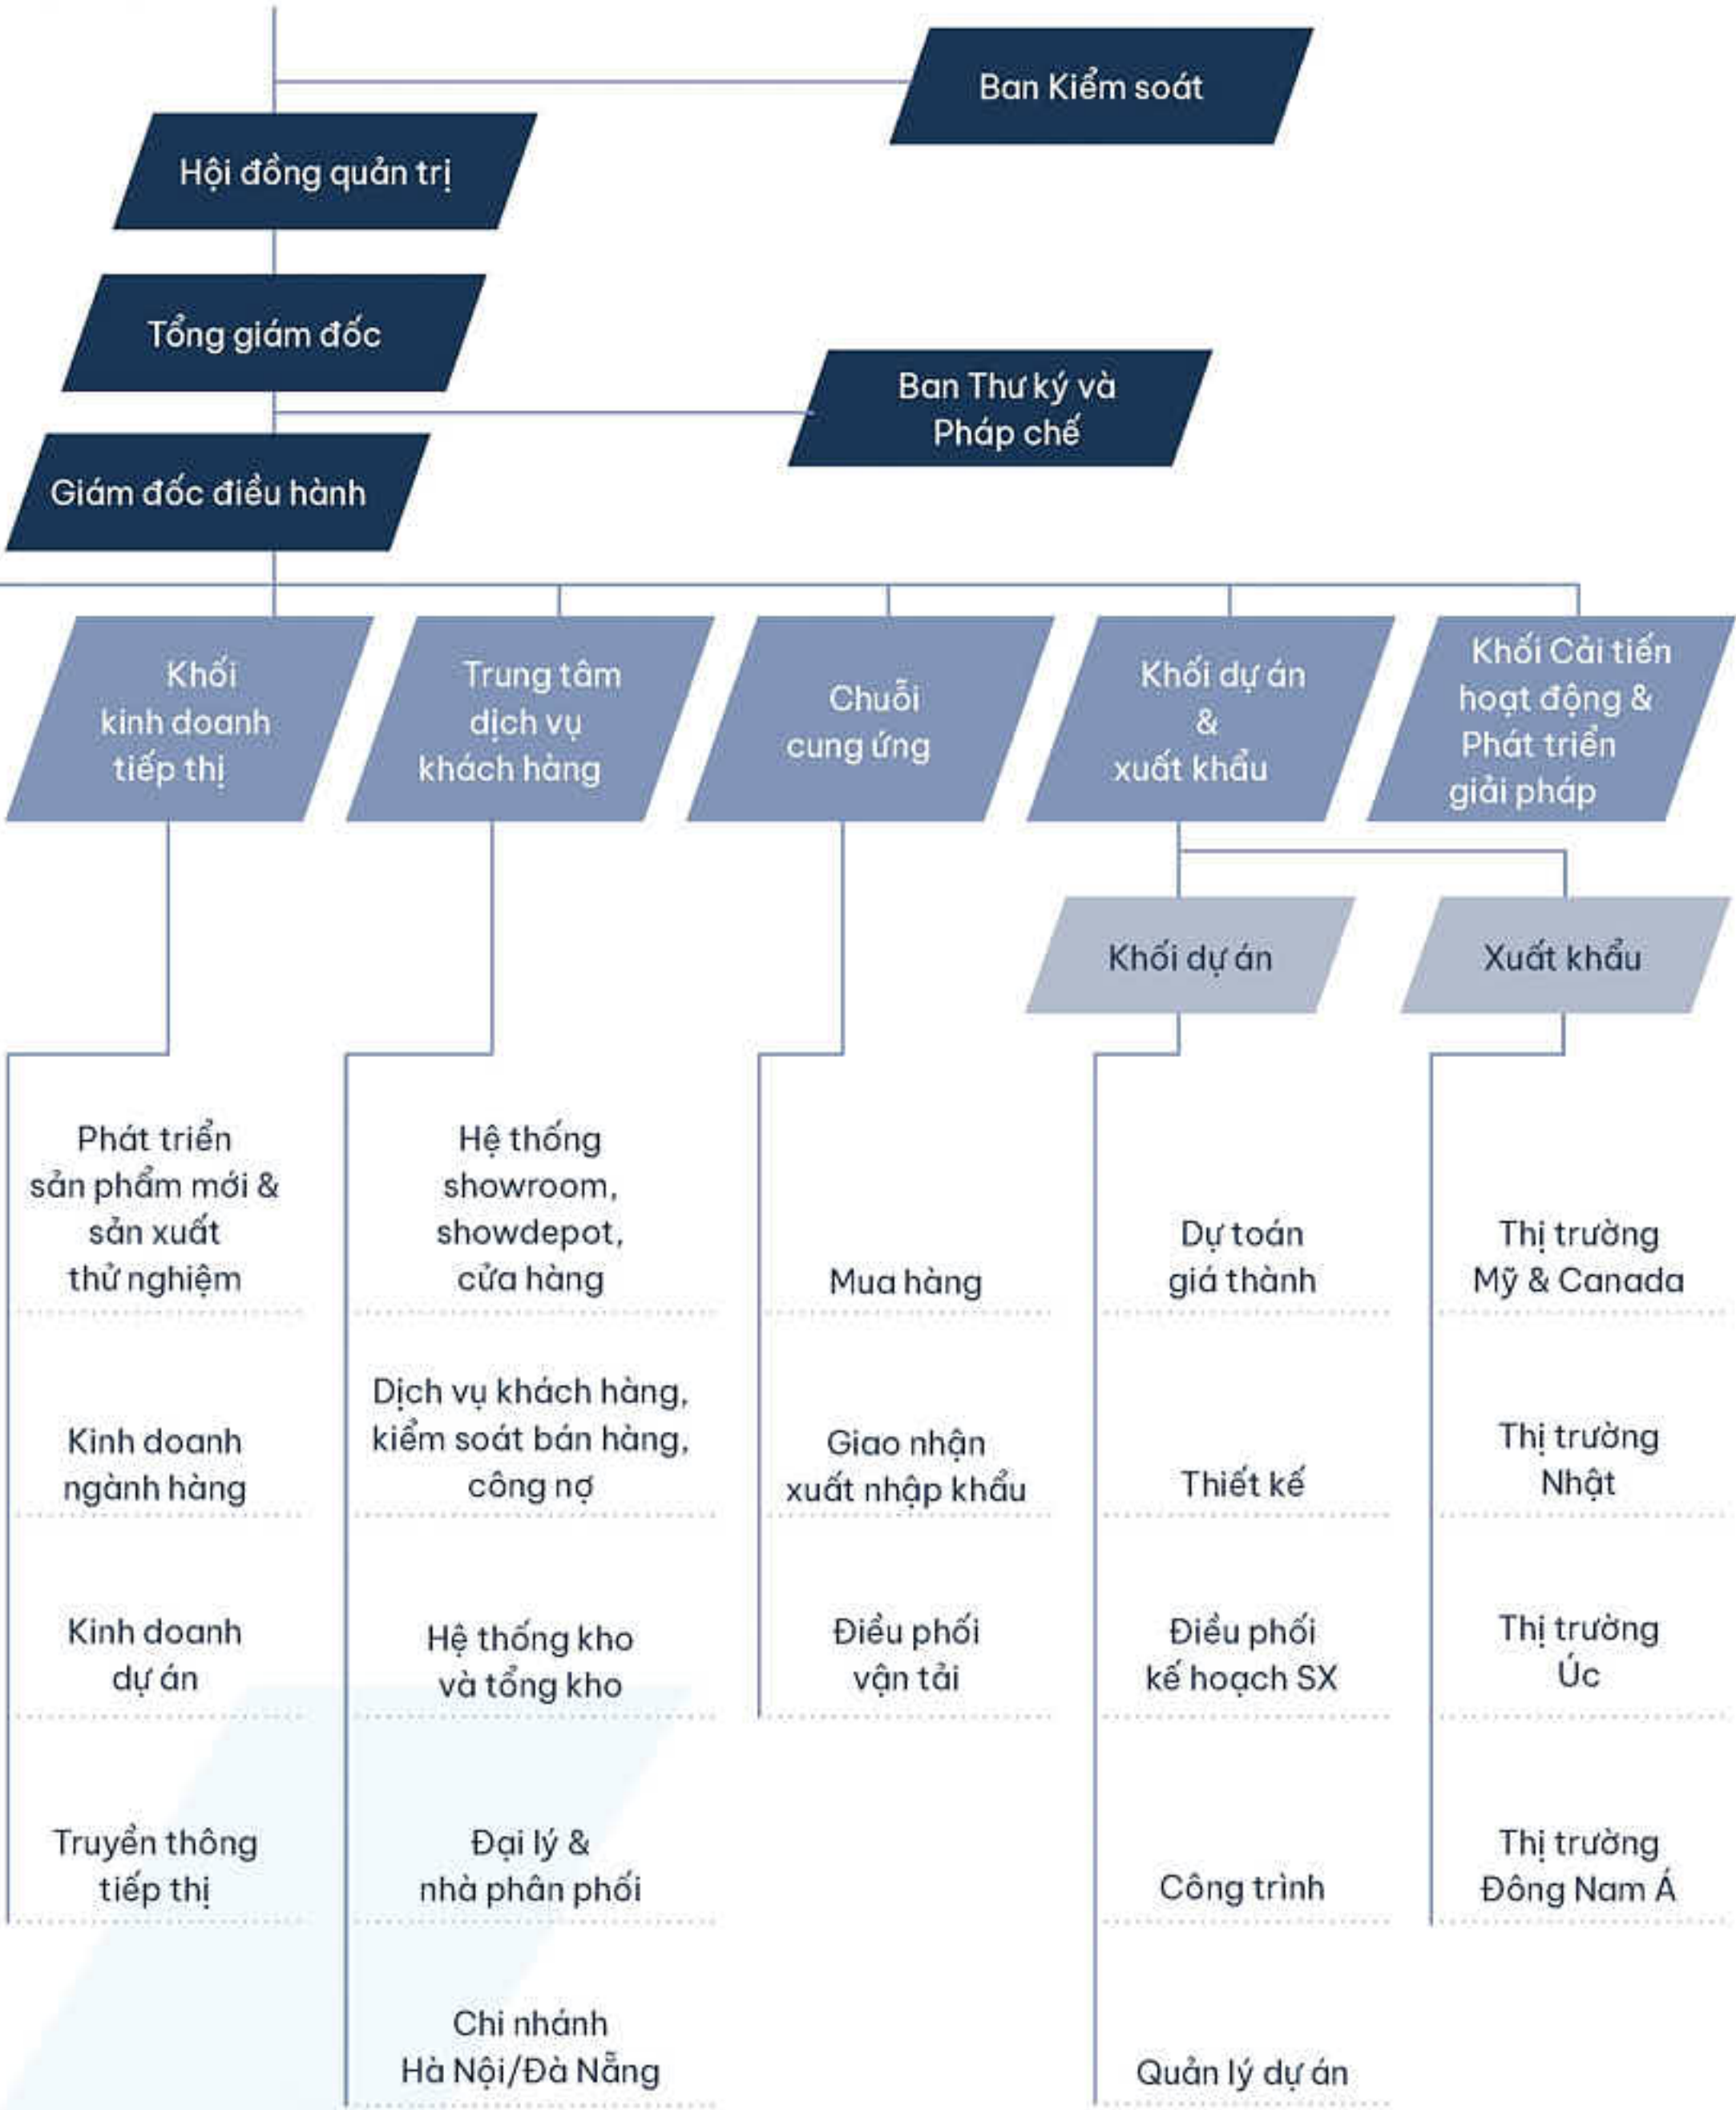 Ban Kiểm soát
Hội đồng quản trị
Tổng giám đốc
Ban Thư ký và
Pháp chế
Giám đốc điều hành
Khối
kinh doanh
tiếp thị
Trung tâm
dịch vụ
khách hàng
Chuỗi
cung ứng
Khối dự án
&
xuất khẩu
Khối Cải tiến
hoạt động &
Phát triển
giải pháp
Khối dự án
Xuất khẩu
Phát triển
sản phẩm mới &
sản xuất
thử nghiệm
Kinh doanh
ngành hàng
Kinh doanh
dự án
Truyền thông
tiếp thị
Hệ thống
showroom,
showdepot,
cửa hàng
Dịch vụ khách hàng,
kiểm soát bán hàng,
công nợ
Hệ thống kho
và tổng kho
Đại lý &
nhà phân phối
Chi nhánh
Hà Nội/Đà Nẵng
Mua hàng
Giao nhận
xuất nhập khẩu
Điều phối
vận tải
Dự toán
giá thành
Thiết kế
Điều phối
kế hoạch SX
Công trình
Quản lý dự án
Thị trường
Mỹ & Canada
Thị trường
Nhật
Thị trường
Úc
Thị trường
Đông Nam Á